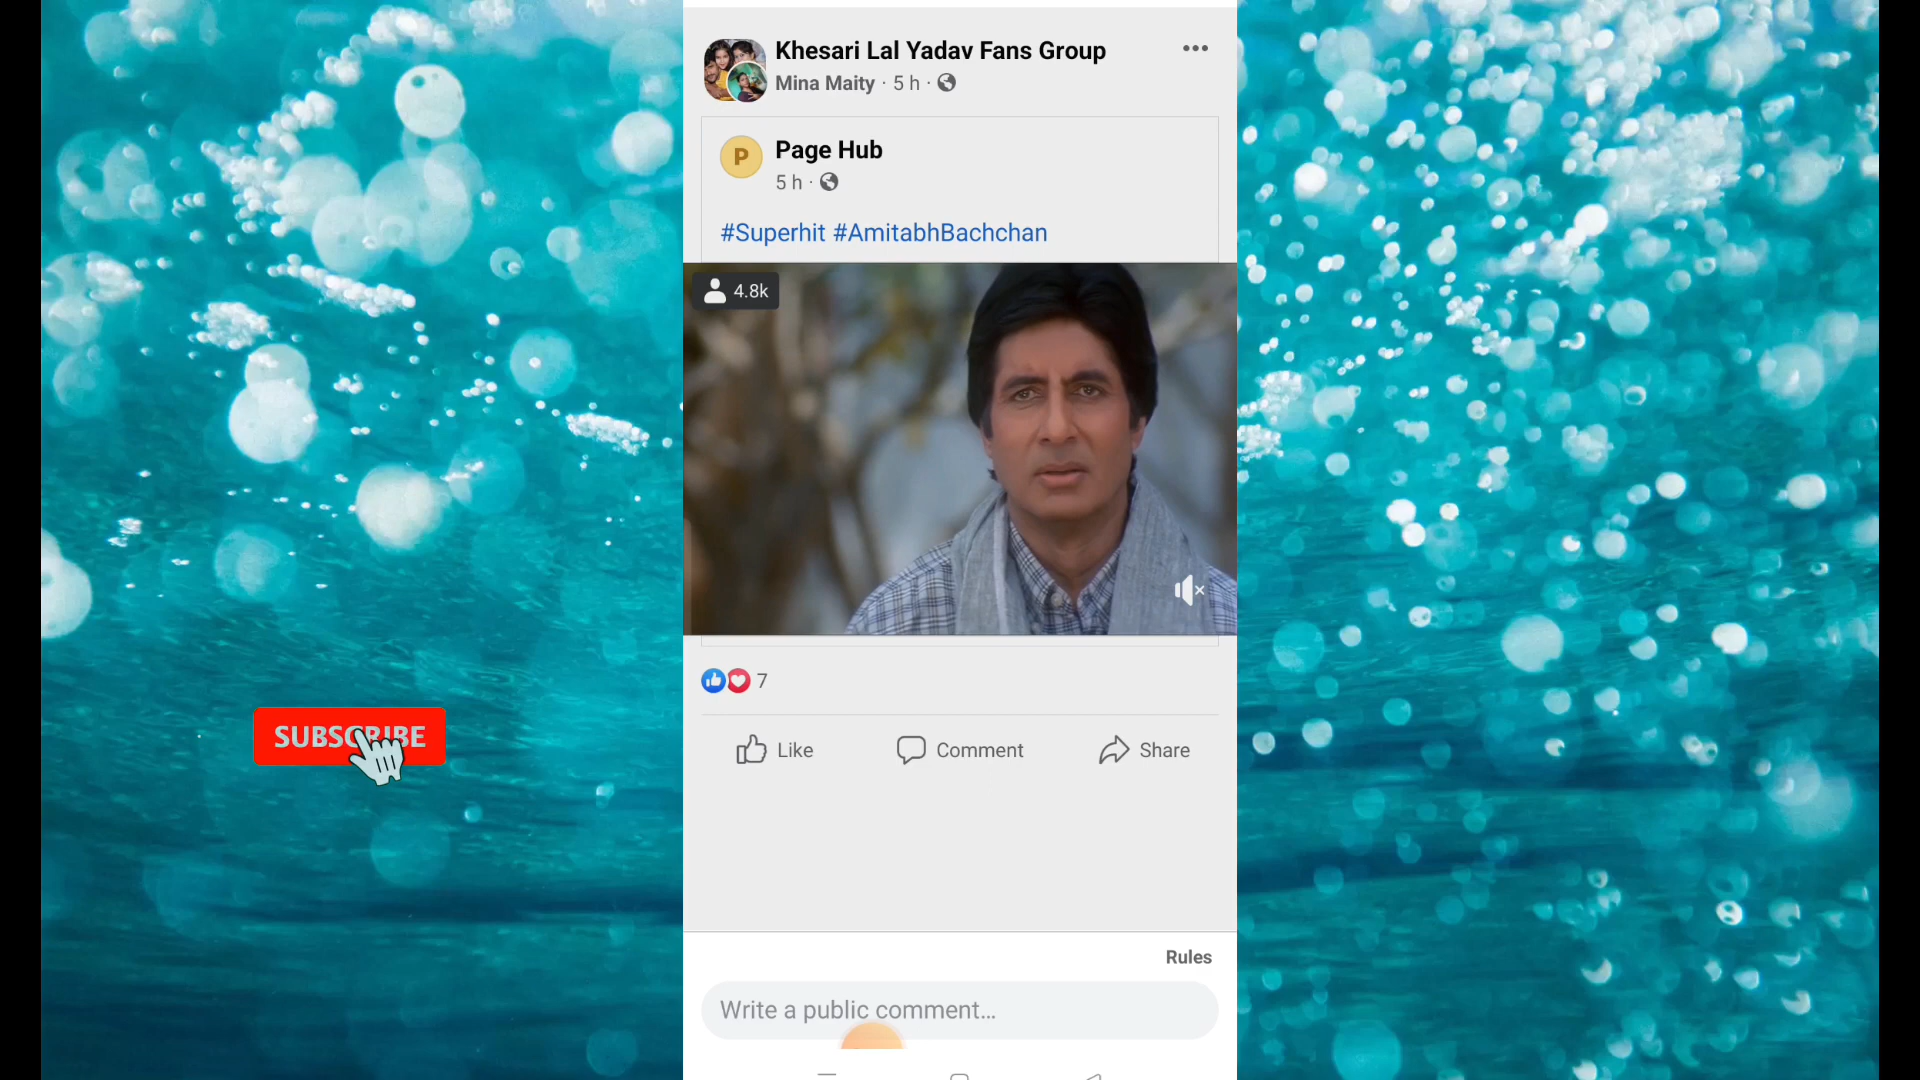 Khesari Lal Yadav Fans Group
Mina Maity · 5 h ·
P
Page Hub
5 h ·
#Superhit #AmitabhBachchan
4.8k
7
SUBSCRIBE
Like Comment Share
Rules
Write a public comment...